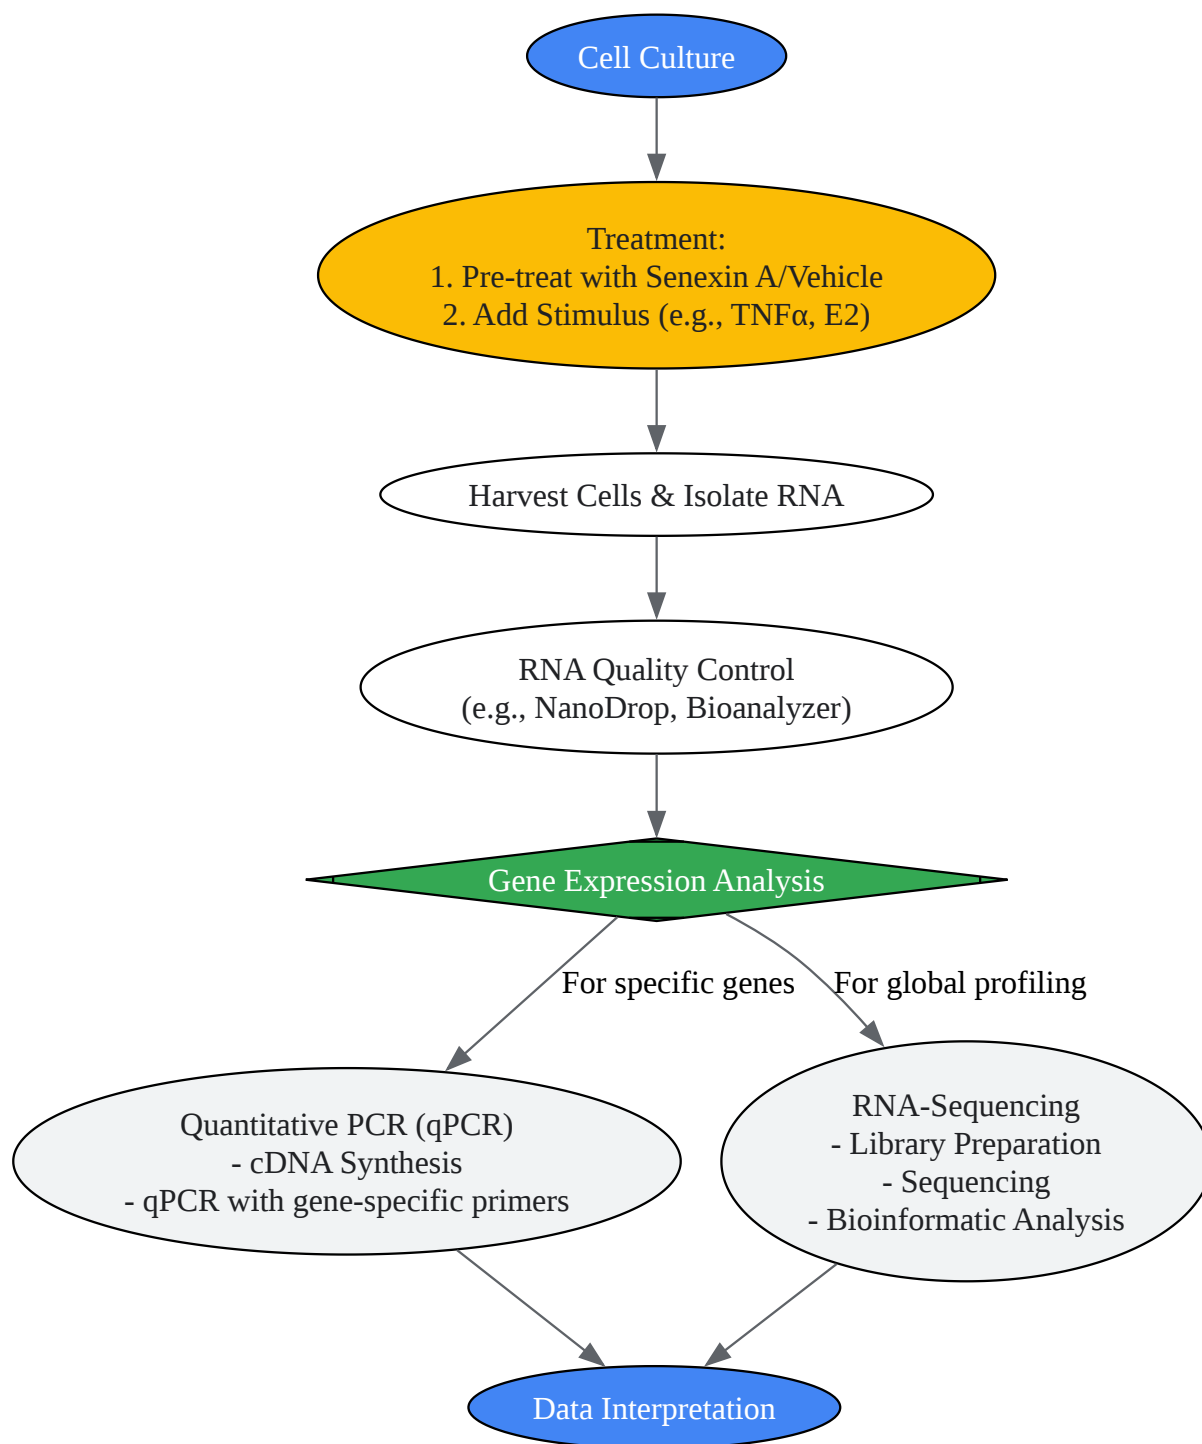 Cell Culture
Treatment:
1. Pre-treat with Senexin A/Vehicle
2. Add Stimulus (e.g., TNFα, E2)
Harvest Cells & Isolate RNA
RNA Quality Control
(e.g., NanoDrop, Bioanalyzer)
Gene Expression Analysis
For specific genes
For global profiling
Quantitative PCR (qPCR)
- cDNA Synthesis
- qPCR with gene-specific primers
RNA-Sequencing
- Library Preparation
- Sequencing
- Bioinformatic Analysis
Data Interpretation